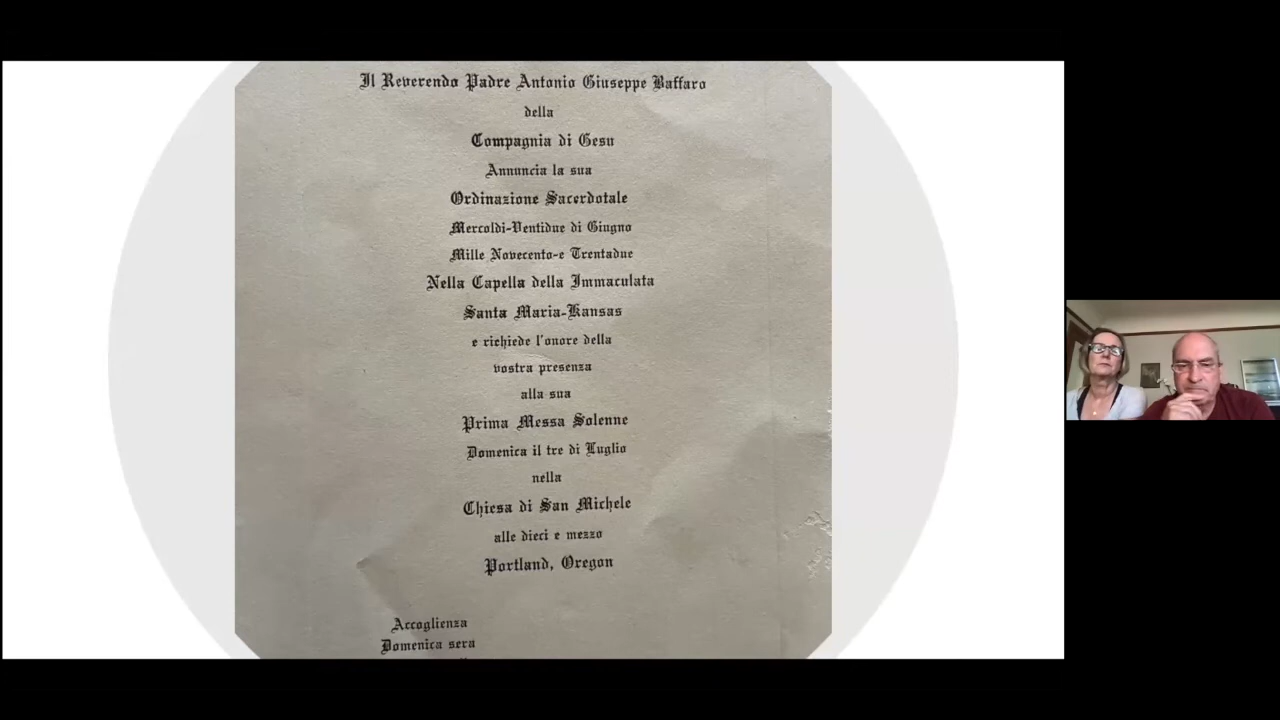 Il Reverendo Padre Antonio Giuseppe Baffaro
della
Compagnia di Gesu
Annuncia la sua
Ordinazione Sacerdotale
Mercoldi-Ventidue di Giugno
Mille Novecento-e Trentadue
Nella Capella della Immaculata
Santa Maria-Kansas
e richiede l'onore della
vostra presenza
alla sua
Prima Messa Solenne
Domenica il tre di Luglio
nella
Chiesa di San Michele
alle dieci e mezzo
Portland, Oregon
Accoglienza
Domenica sera